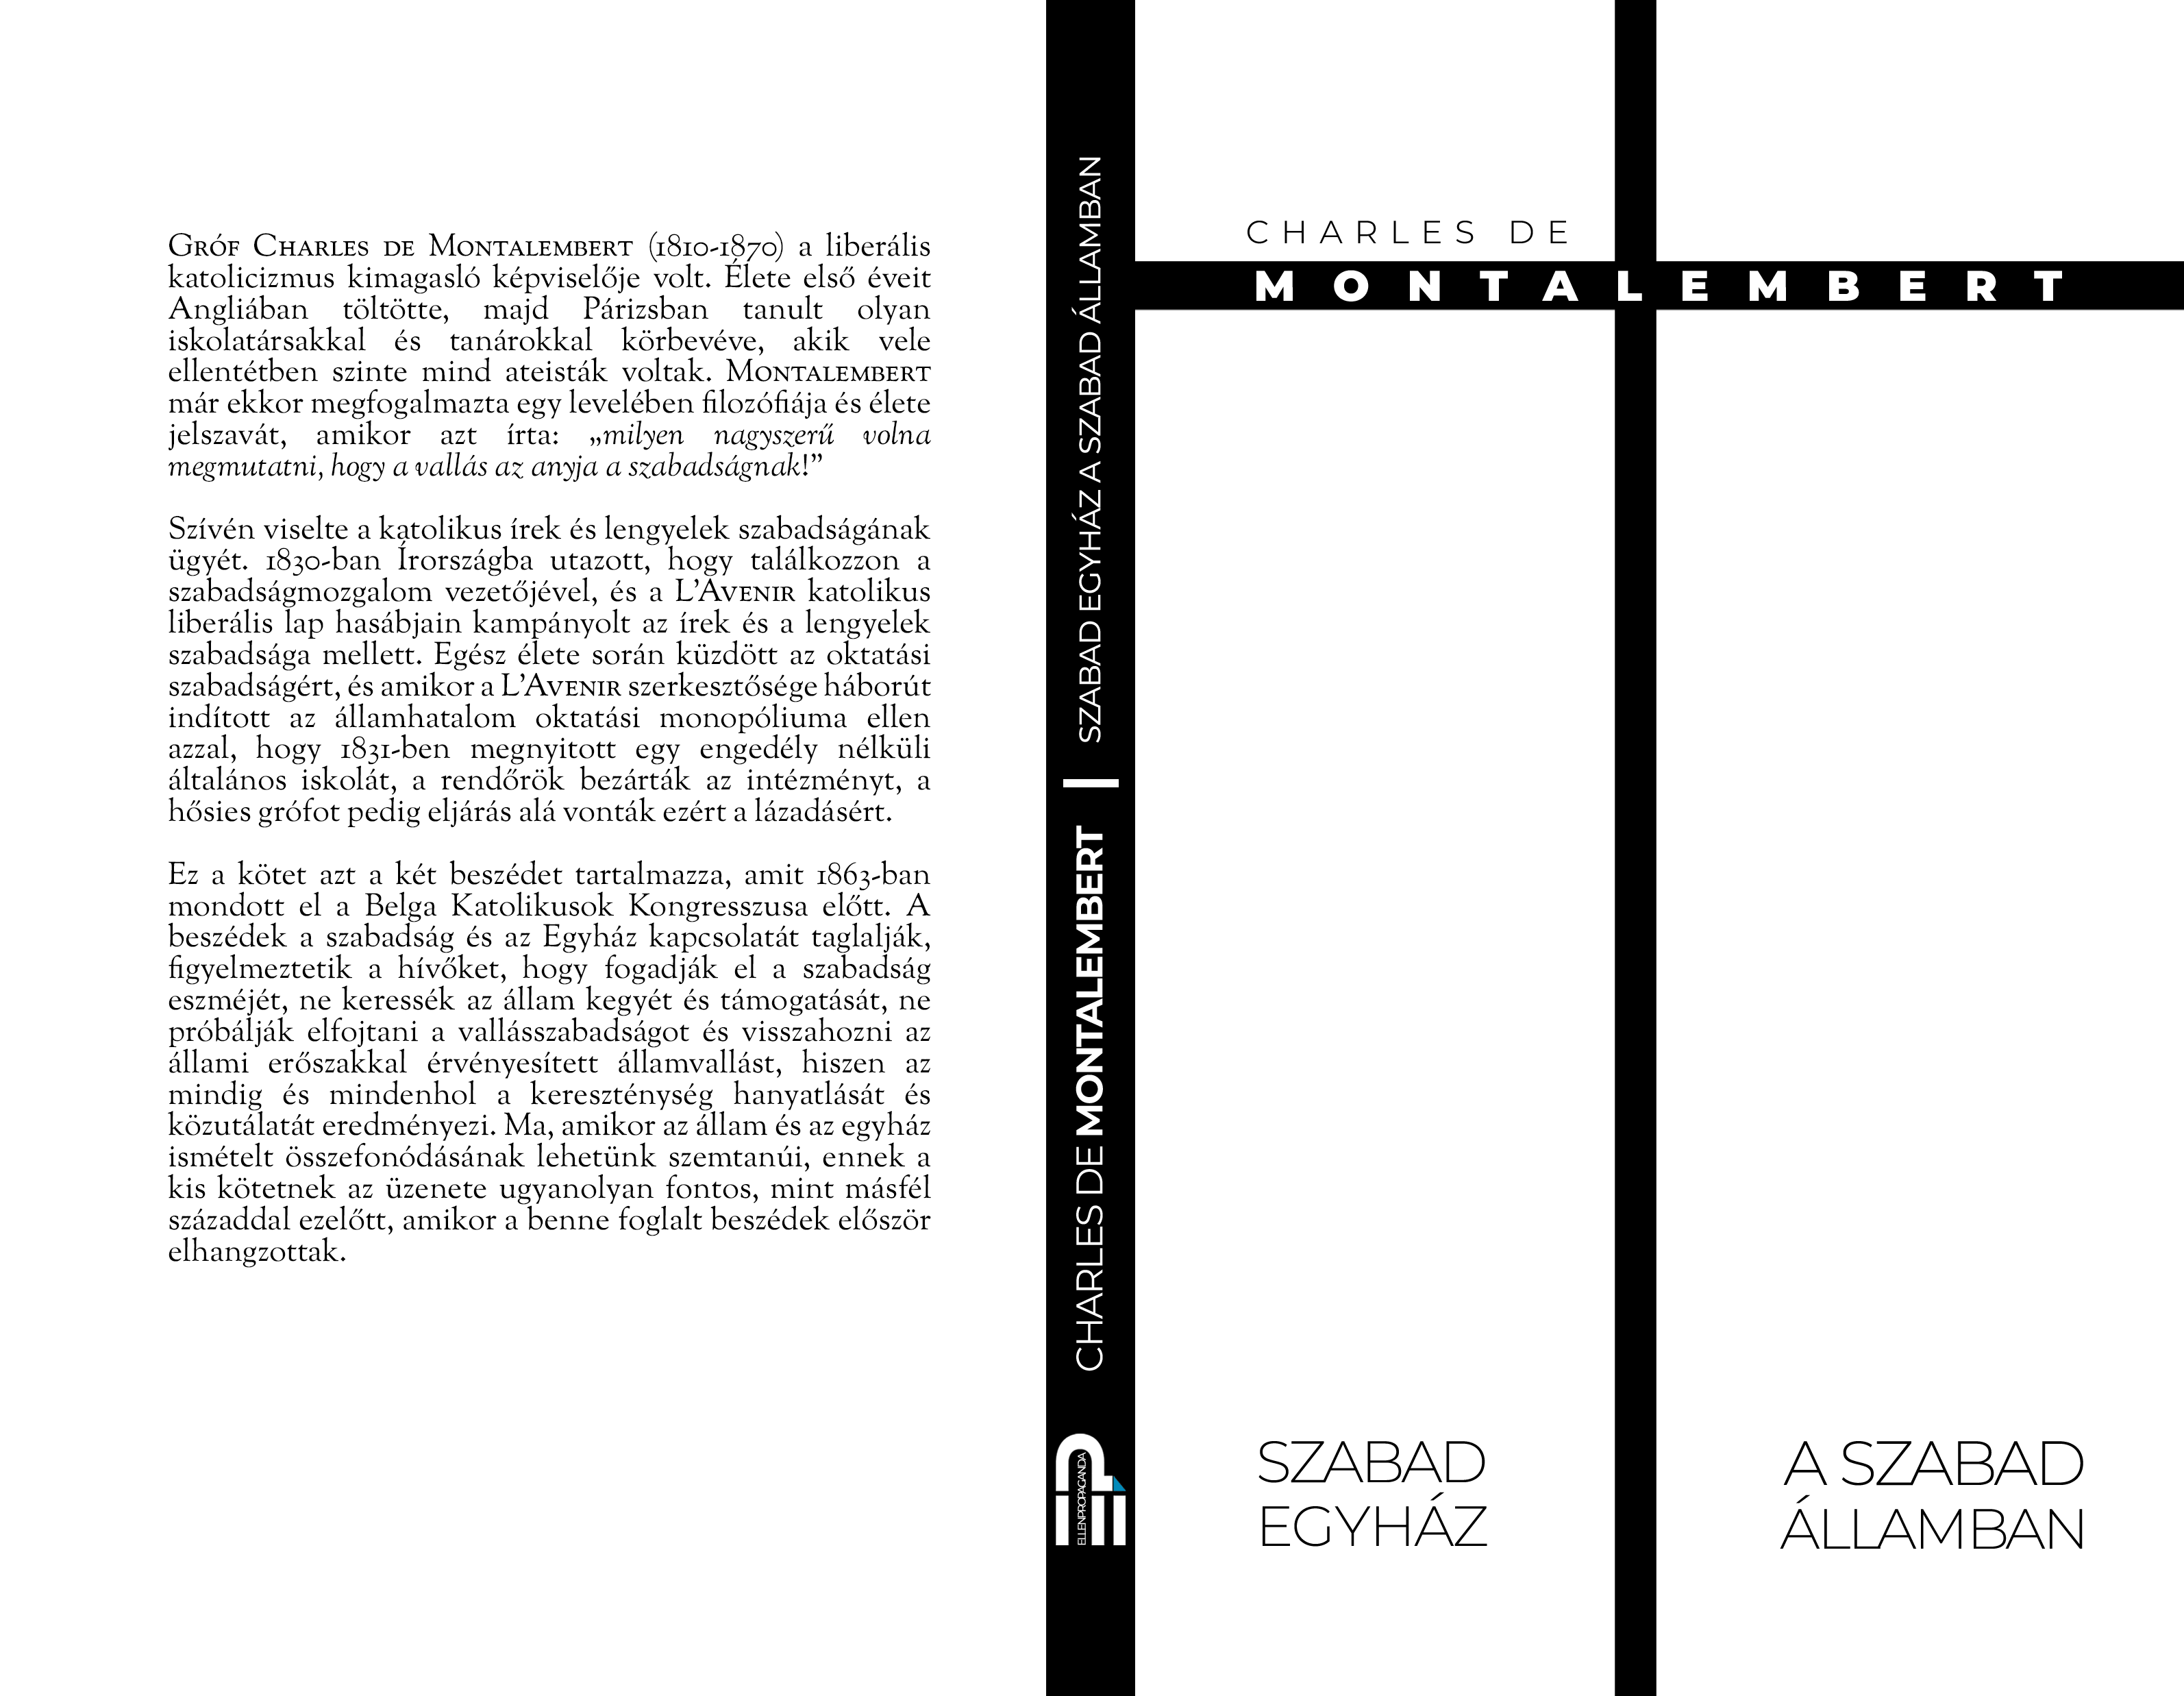 Gróf Charles de Montalembert (1810-1870) a liberális
katolicizmus kimagasló képviselője volt. Élete első éveit
Angliában töltötte, majd Párizsban tanult olyan
iskolatársakkal és tanárokkal körbevéve, akik vele
ellentétben szinte mind ateisták voltak. Montalembert
már ekkor megfogalmazta egy levelében filozófiája és élete
jelszavát, amikor azt írta: „milyen nagyszerű volna
megmutatni, hogy a vallás az anyja a szabadságnak!”
Szívén viselte a katolikus írek és lengyelek szabadságának
ügyét. 1830-ban Írországba utazott, hogy találkozzon a
szabadságmozgalom vezetőjével, és a L’Avenir katolikus
liberális lap hasábjain kampányolt az írek és a lengyelek
szabadsága mellett. Egész élete során küzdött az oktatási
szabadságért, és amikor a L’Avenir szerkesztősége háborút
indított az államhatalom oktatási monopóliuma ellen
azzal, hogy 1831-ben megnyitott egy engedély nélküli
általános iskolát, a rendőrök bezárták az intézményt, a
hősies grófot pedig eljárás alá vonták ezért a lázadásért.
Ez a kötet azt a két beszédet tartalmazza, amit 1863-ban
mondott el a Belga Katolikusok Kongresszusa előtt. A
beszédek a szabadság és az Egyház kapcsolatát taglalják,
figyelmeztetik a hívőket, hogy fogadják el a szabadság
eszméjét, ne keressék az állam kegyét és támogatását, ne
próbálják elfojtani a vallásszabadságot és visszahozni az
állami erőszakkal érvényesített államvallást, hiszen az
mindig és mindenhol a kereszténység hanyatlását és
közutálatát eredményezi. Ma, amikor az állam és az egyház
ismételt összefonódásának lehetünk szemtanúi, ennek a
kis kötetnek az üzenete ugyanolyan fontos, mint másfél
századdal ezelőtt, amikor a benne foglalt beszédek először
elhangzottak.
EP
ELLENPROPAGANDA
CHARLES DE MONTALEMBERT | SZABAD EGYHÁZ A SZABAD ÁLLAMBAN
CHARLES DE
MONTALEMBERT
SZABAD
EGYHÁZ
A SZABAD
ÁLLAMBAN